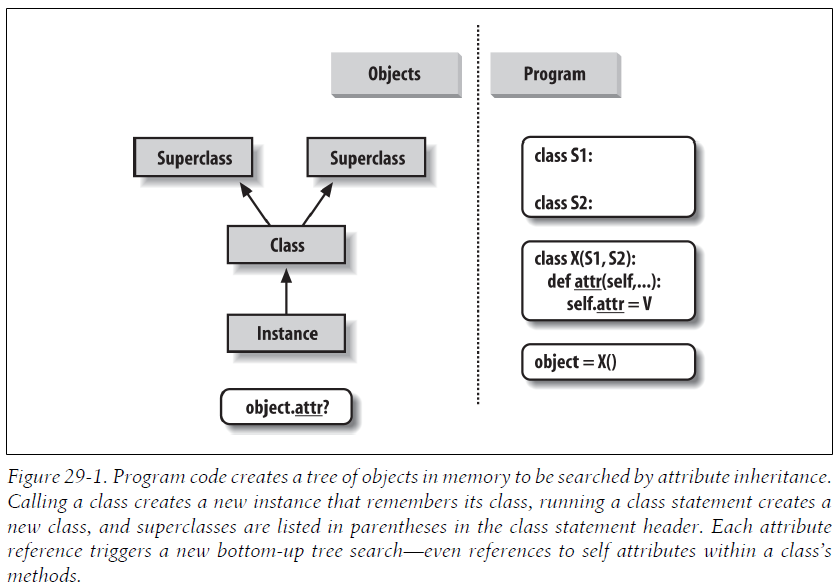 Objects
Program
Superclass
Superclass
Class
Instance
object.attr?
class S1:
class S2:
class X(S1, S2):
def attr(self,...):
self.attr = V
object = X()
Figure 29-1. Program code creates a tree of objects in memory to be searched by attribute inheritance.
Calling a class creates a new instance that remembers its class, running a class statement creates a
new class, and superclasses are listed in parentheses in the class statement header. Each attribute
reference triggers a new bottom-up tree search—even references to self attributes within a class’s
methods.